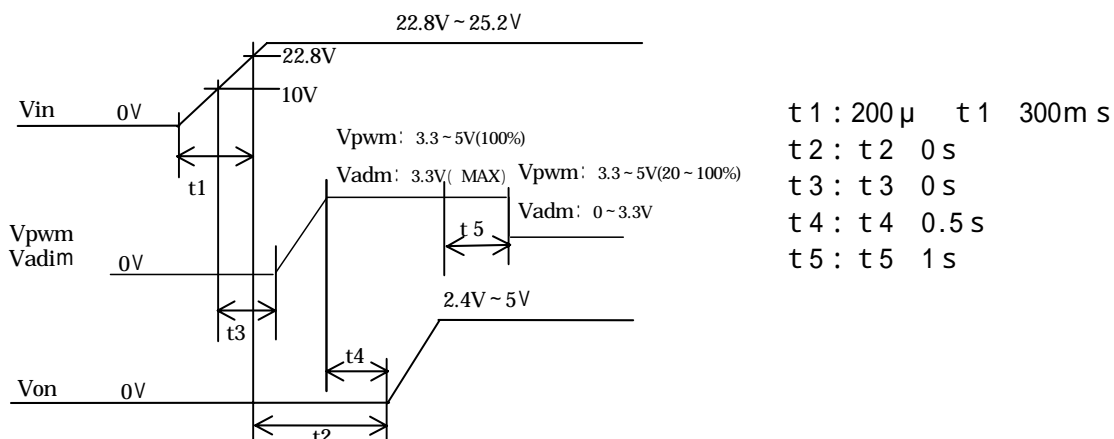 22.8V~25.2V
22.8V
10V
Vin 0V
t1
Vpwm: 3.3~5V(100%)
Vadm: 3.3V( MAX)
Vpwm: 3.3~5V(20~100%)
Vadm: 0~3.3V
t5
Vpwm
Vadim 0V
t3
2.4V~5V
t4
Von 0V
t2
t1:200μ t1 300ms
t2:t2 0s
t3:t3 0s
t4:t4 0.5s
t5:t5 1s